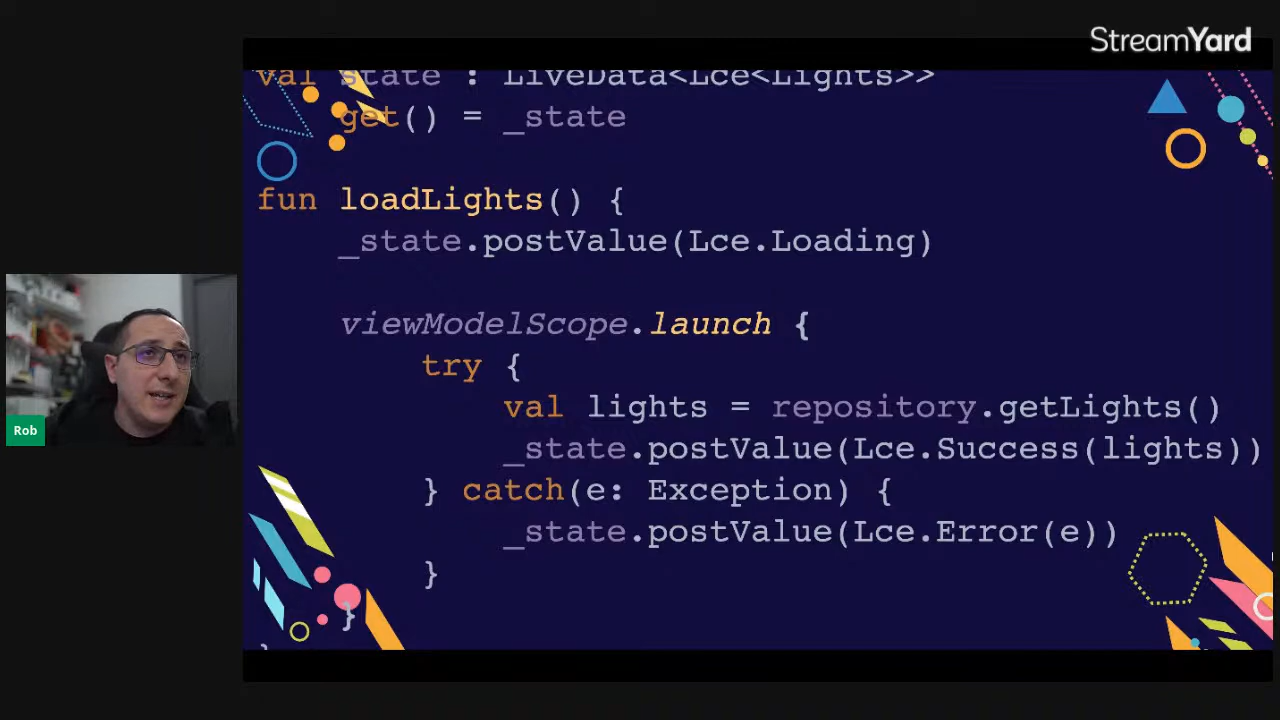 StreamYard
val state : LiveData<Lce<Lights>>
get() = _state
fun loadLights() {
_state.postValue(Lce.Loading)
viewModelScope.launch {
try {
val lights = repository.getLights()
_state.postValue(Lce.Success(lights))
} catch(e: Exception) {
_state.postValue(Lce.Error(e))
}
}
Rob